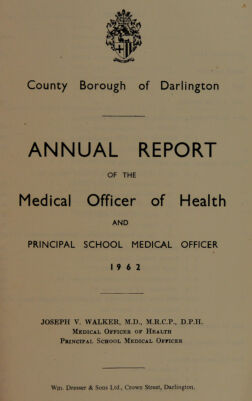 County Borough of Darlington
ANNUAL REPORT
OF THE
Medical Officer of Health
AND
PRINCIPAL SCHOOL MEDICAL OFFICER
1962
JOSEPH V. WALKER, M.D., M.R.C.P., D.P.H.
MEDICAL OFFICER OF HEALTH
PRINCIPAL SCHOOL MEDICAL OFFICER
Wm. Dresser & Sons Ltd., Crown Street, Darlington.